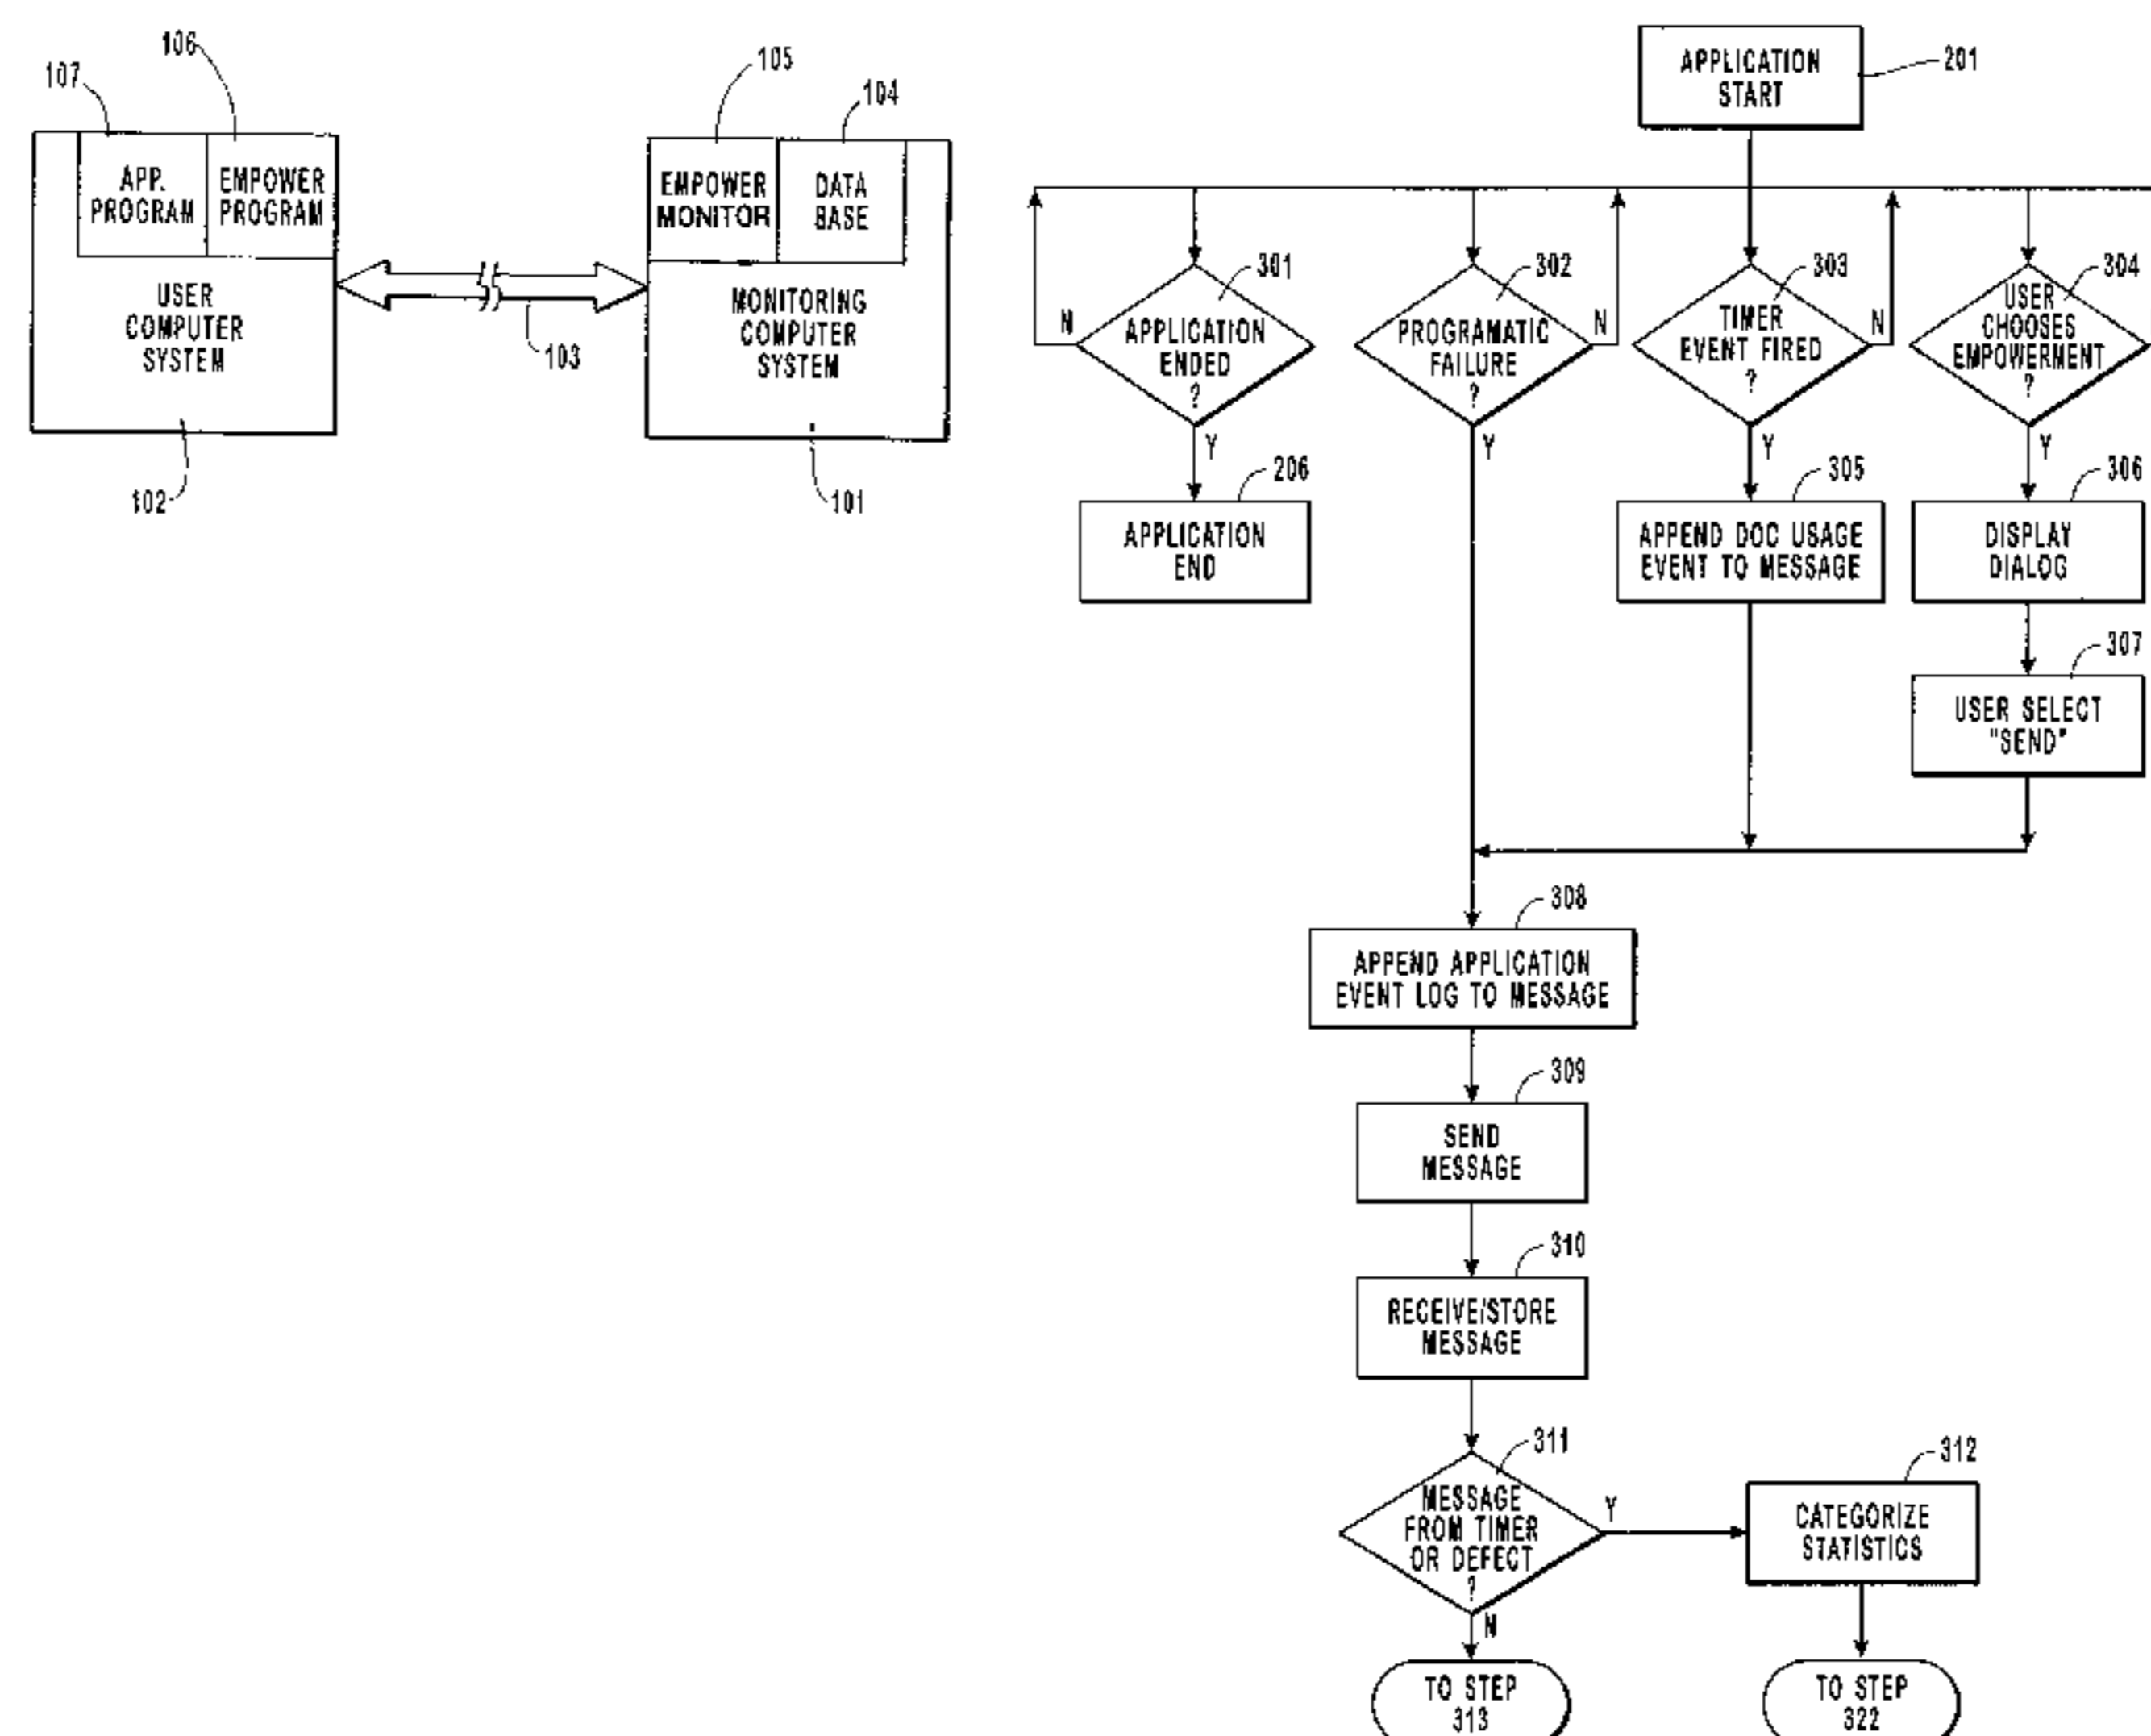 106
107
APP.
PROGRAM
EMPOWER
PROGRAM
USER
COMPUTER
SYSTEM
102
103
105
104
EMPOWER
MONITOR
DATA
BASE
MONITORING
COMPUTER
SYSTEM
101
APPLICATION
START
201
301
APPLICATION
ENDED
?
N
Y
302
PROGRAMATIC
FAILURE
?
N
Y
303
TIMER
EVENT FIRED
?
N
Y
304
USER
CHOOSES
EMPOWERMENT
?
Y
206
APPLICATION
END
305
APPEND DOC USAGE
EVENT TO MESSAGE
306
DISPLAY
DIALOG
307
USER SELECT
"SEND"
308
APPEND APPLICATION
EVENT LOG TO MESSAGE
309
SEND
MESSAGE
310
RECEIVE/STORE
MESSAGE
311
MESSAGE
FROM TIMER
OR DEFECT
?
Y
N
312
CATEGORIZE
STATISTICS
TO STEP
313
TO STEP
322